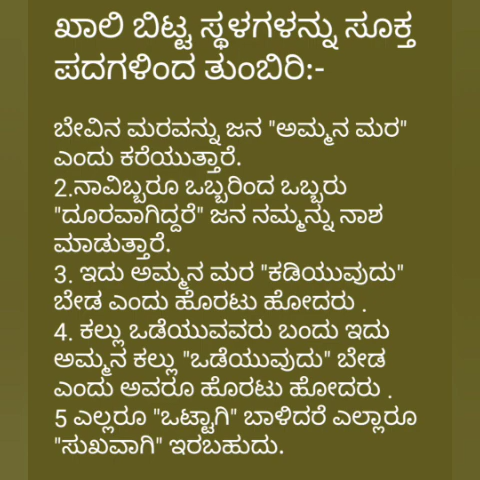 ಖಾಲಿ ಬಿಟ್ಟ ಸ್ಥಳಗಳನ್ನು ಸೂಕ್ತ
ಪದಗಳಿಂದ ತುಂಬಿರಿ:-
ಬೇವಿನ ಮರವನ್ನು ಜನ "ಅಮ್ಮನ ಮರ"
ಎಂದು ಕರೆಯುತ್ತಾರೆ.
2.ನಾವಿಬ್ಬರೂ ಒಬ್ಬರಿಂದ ಒಬ್ಬರು
"ದೂರವಾಗಿದ್ದರೆ" ಜನ ನಮ್ಮನ್ನು ನಾಶ
ಮಾಡುತ್ತಾರೆ.
3. ಇದು ಅಮ್ಮನ ಮರ "ಕಡಿಯುವುದು"
ಬೇಡ ಎಂದು ಹೊರಟು ಹೋದರು .
4. ಕಲ್ಲು ಒಡೆಯುವವರು ಬಂದು ಇದು
ಅಮ್ಮನ ಕಲ್ಲು "ಒಡೆಯುವುದು" ಬೇಡ
ಎಂದು ಅವರೂ ಹೊರಟು ಹೋದರು .
5 ಎಲ್ಲರೂ "ಒಟ್ಟಾಗಿ" ಬಾಳಿದರೆ ಎಲ್ಲಾರೂ
"ಸುಖವಾಗಿ" ಇರಬಹುದು.